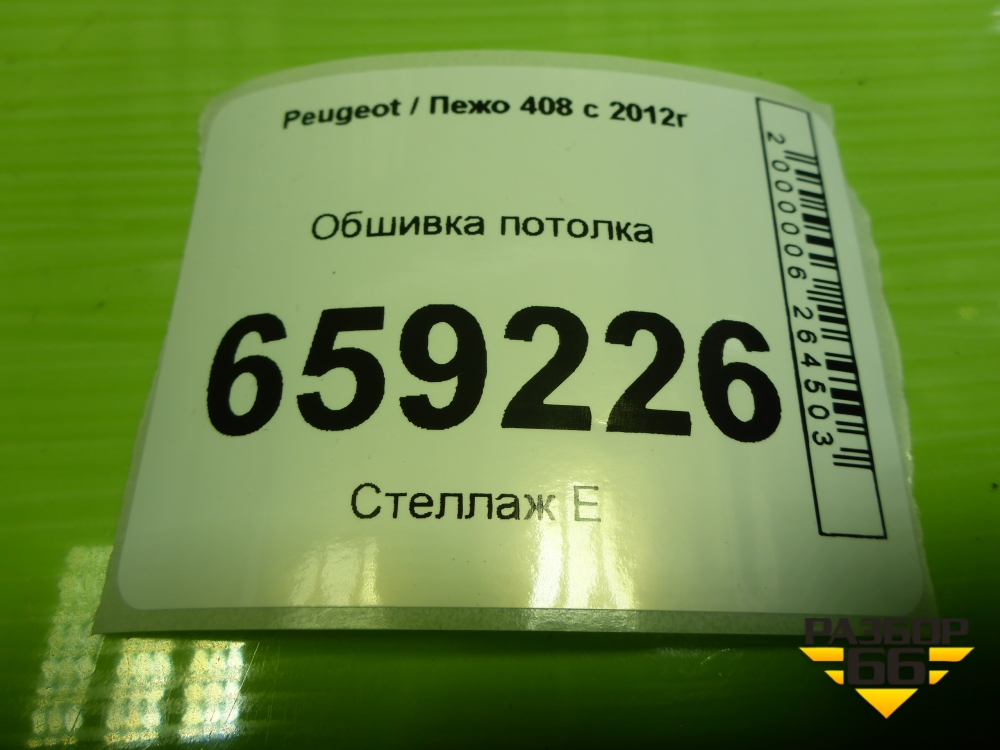 Peugeot / Пежо 408 с 2012г
Обшивка потолка
659226
Стеллаж Е
2000006264503
РАЗБОР
66